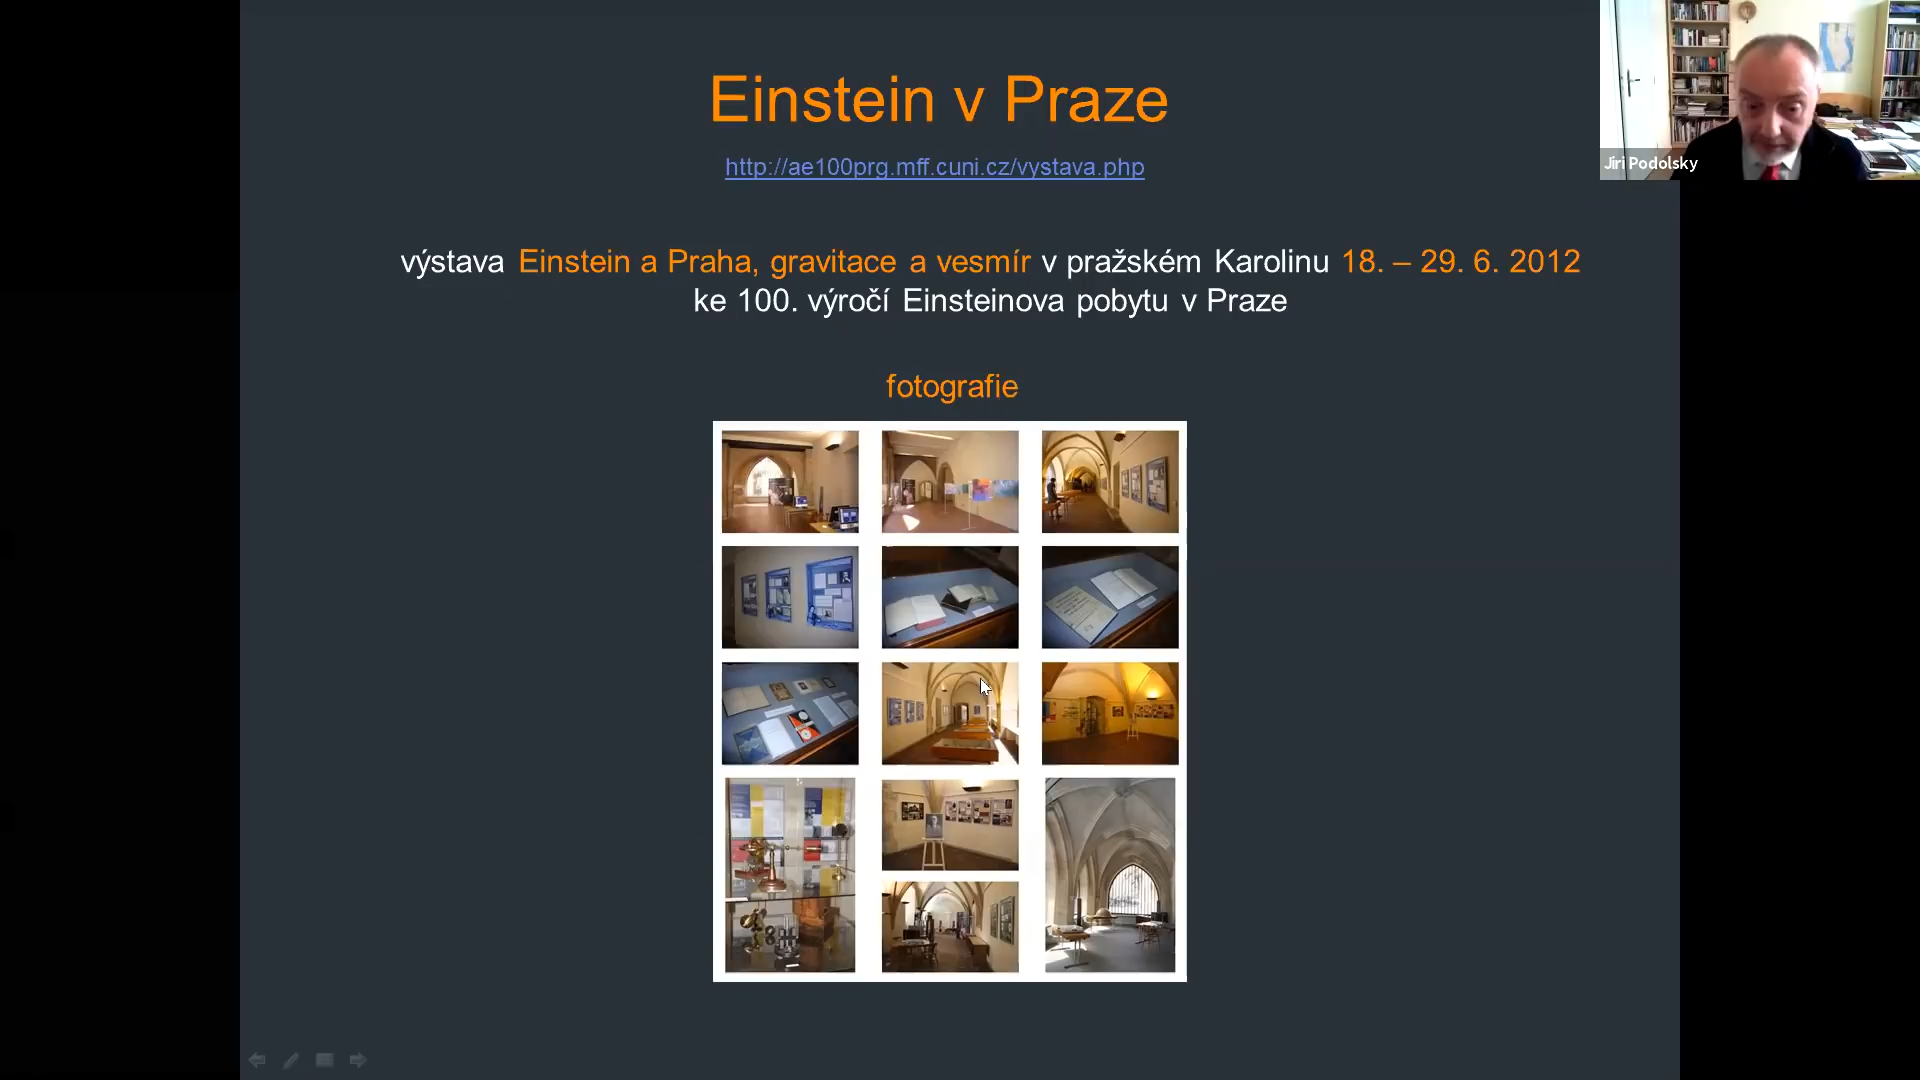 Einstein v Praze
http://ae100prg.mff.cuni.cz/vystava.php
výstava Einstein a Praha, gravitace a vesmír v pražském Karolinu 18. – 29. 6. 2012
ke 100. výročí Einsteinova pobytu v Praze
fotografie
Jiri Podolsky